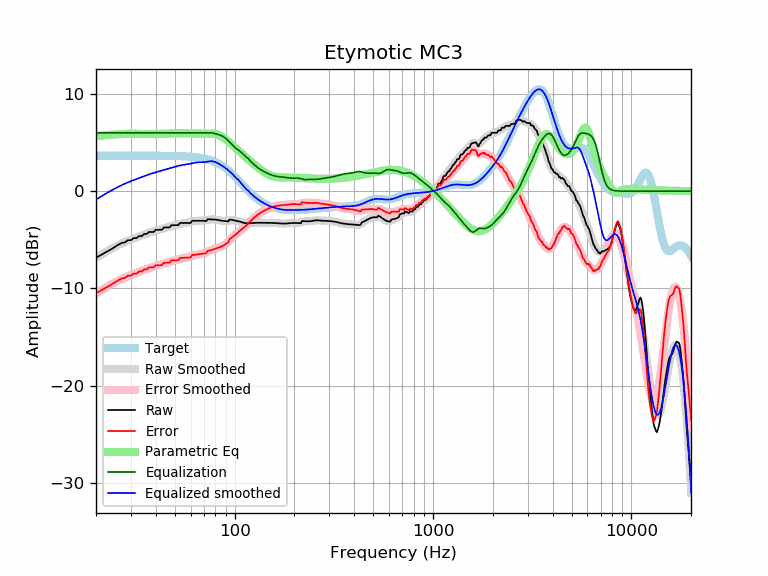 Etymotic MC3
10
0
−10
−20
−30
Amplitude (dBr)
Target
Raw Smoothed
Error Smoothed
Raw
Error
Parametric Eq
Equalization
Equalized smoothed
100
1000
10000
Frequency (Hz)